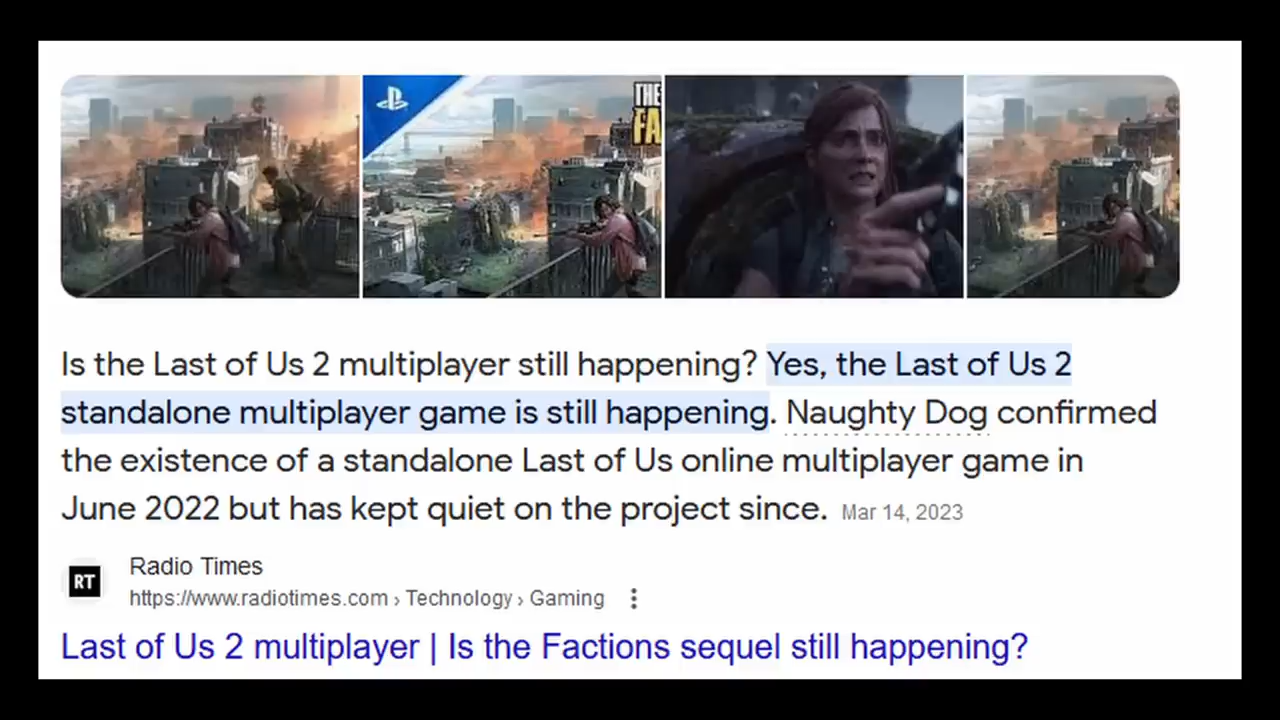 THE
FA
Is the Last of Us 2 multiplayer still happening? Yes, the Last of Us 2
standalone multiplayer game is still happening. Naughty Dog confirmed
the existence of a standalone Last of Us online multiplayer game in
June 2022 but has kept quiet on the project since. Mar 14, 2023
RT
Radio Times
https://www.radiotimes.com › Technology › Gaming
Last of Us 2 multiplayer | Is the Factions sequel still happening?